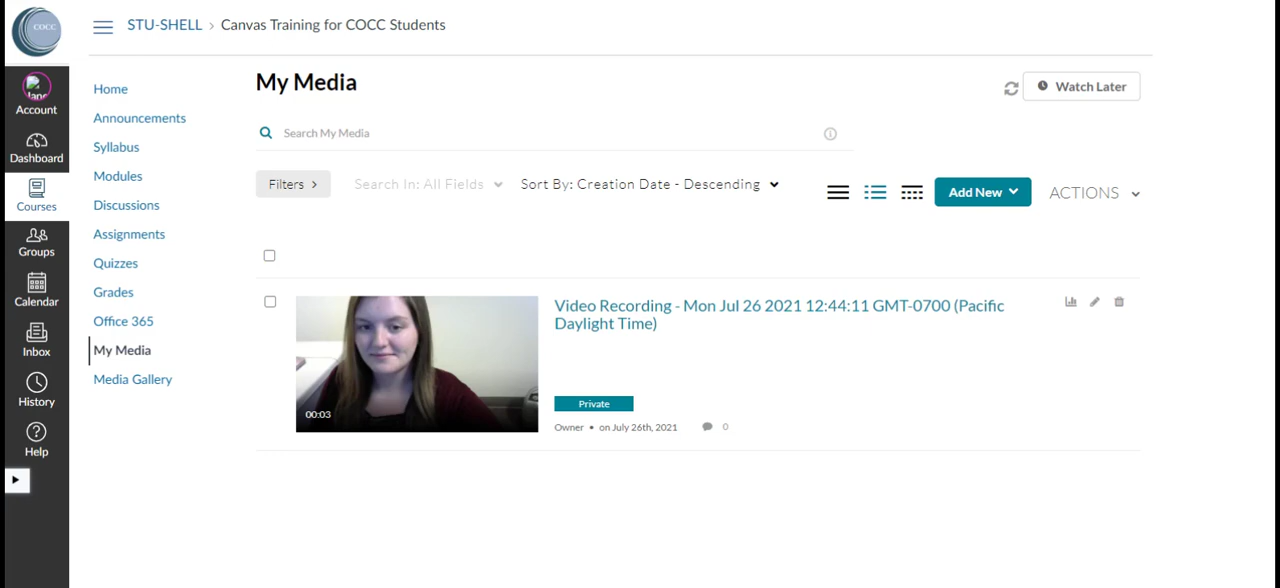 COCC
STU-SHELL > Canvas Training for COCC Students
Account
Dashboard
Courses
Groups
Calendar
Inbox
History
Help
Home
Announcements
Syllabus
Modules
Discussions
Assignments
Quizzes
Grades
Office 365
My Media
Media Gallery
My Media
Watch Later
Search My Media
Filters >
Search In: All Fields
Sort By: Creation Date - Descending
Add New
ACTIONS
Video Recording - Mon Jul 26 2021 12:44:11 GMT-0700 (Pacific
Daylight Time)
00:03
Private
Owner • on July 26th, 2021 0